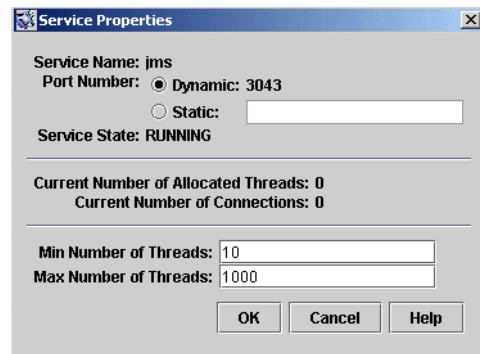 Service Properties
Service Name: jms
Port Number: Dynamic: 3043
Static:
Service State: RUNNING
Current Number of Allocated Threads: 0
Current Number of Connections: 0
Min Number of Threads: 10
Max Number of Threads: 1000
OK Cancel Help